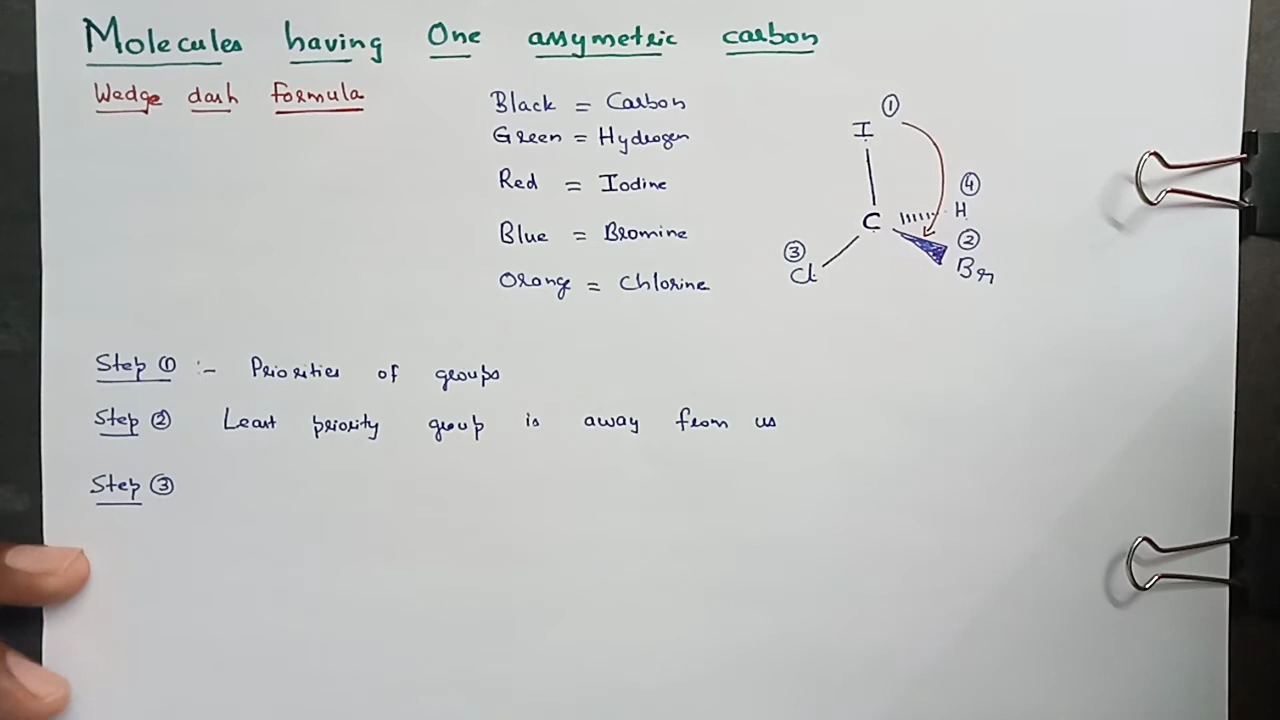 Molecules having One assymetric carbon
Wedge dash formula
Black = Carbon
Green = Hydrogen
Red = Iodine
Blue = Bromine
Orange = Chlorine
①
I
④
C H
③ ②
Cl Br
Step ① :- Priorities of groups
Step ② Least priority group is away from us
Step ③